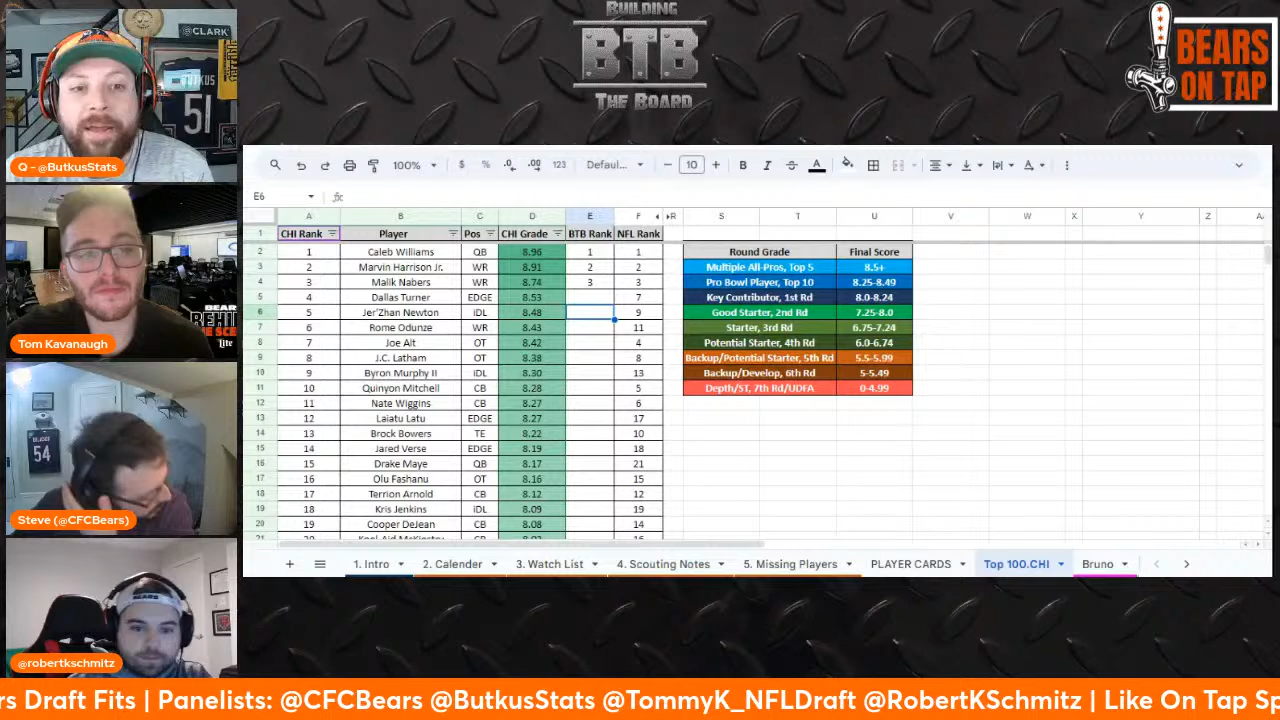 BUILDING
BTB
THE BOARD
BEARS
ON TAP
CLARK
51
Q - @ButkusStats
Tom Kavanaugh
54
Steve (@CFCBears)
@robertkschmitz
100%
$
%
.0
.00
123
Defaul...
10
B
I
A
E6
fx
A B C D E F R S T U V W X Y Z
1 CHI Rank Player Pos CHI Grade BTB Rank NFL Rank
2 1 Caleb Williams QB 8.96 1 1 Round Grade Final Score
3 2 Marvin Harrison Jr. WR 8.91 2 2 Multiple All-Pros, Top 5 8.5+
4 3 Malik Nabers WR 8.74 3 3 Pro Bowl Player, Top 10 8.25-8.49
5 4 Dallas Turner EDGE 8.53 7 Key Contributor, 1st Rd 8.0-8.24
6 5 Jer'Zhan Newton iDL 8.48 9 Good Starter, 2nd Rd 7.25-8.0
7 6 Rome Odunze WR 8.43 11 Starter, 3rd Rd 6.75-7.24
8 7 Joe Alt OT 8.42 4 Potential Starter, 4th Rd 6.0-6.74
9 8 J.C. Latham OT 8.38 8 Backup/Potential Starter, 5th Rd 5.5-5.99
10 9 Byron Murphy II iDL 8.30 13 Backup/Develop, 6th Rd 5-5.49
11 10 Quinyon Mitchell CB 8.28 5 Depth/ST, 7th Rd/UDFA 0-4.99
12 11 Nate Wiggins CB 8.27 6
13 12 Laiatu Latu EDGE 8.27 17
14 13 Brock Bowers TE 8.22 10
15 14 Jared Verse EDGE 8.19 18
16 15 Drake Maye QB 8.17 21
17 16 Olu Fashanu OT 8.16 15
18 17 Terrion Arnold CB 8.12 12
19 18 Kris Jenkins iDL 8.09 19
20 19 Cooper DeJean CB 8.08 14
1. Intro 2. Calender 3. Watch List 4. Scouting Notes 5. Missing Players PLAYER CARDS Top 100.CHI Bruno
rs Draft Fits | Panelists: @CFCBears @ButkusStats @TommyK_NFLDraft @RobertKSchmitz | Like On Tap Sp